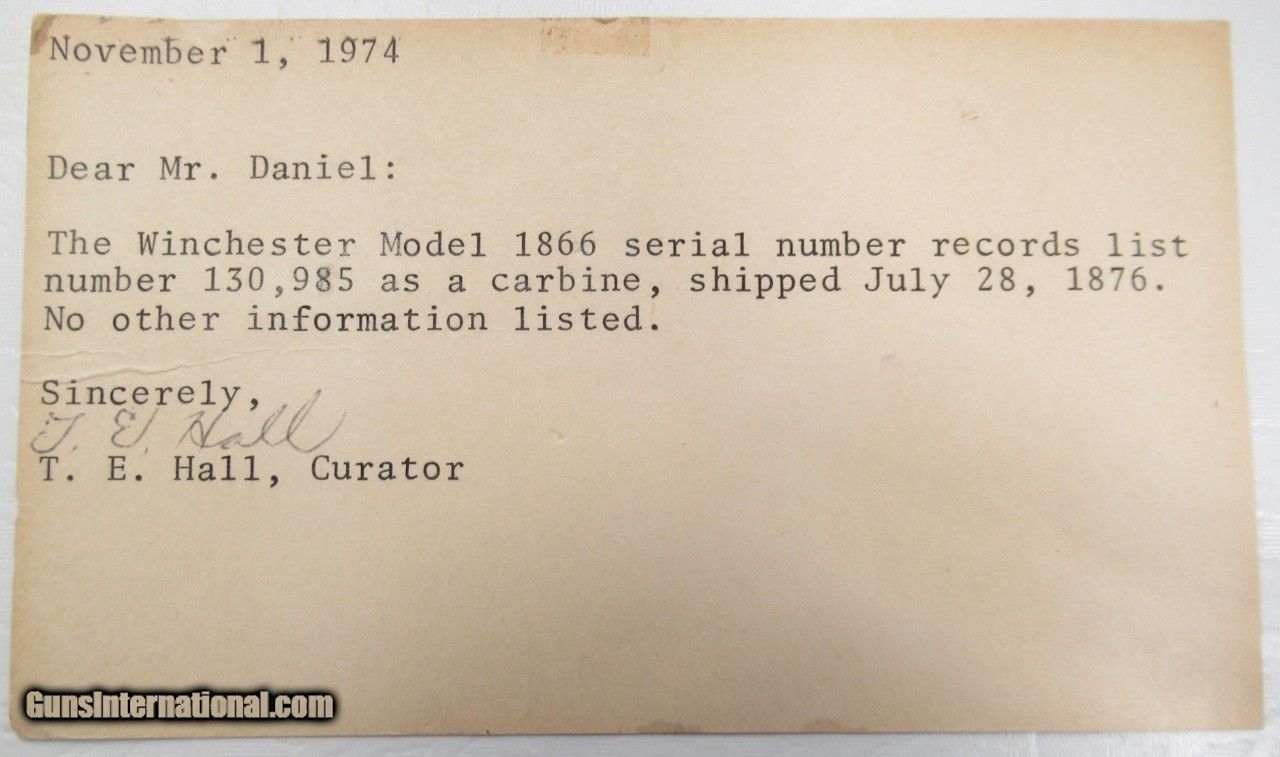 November 1, 1974
Dear Mr. Daniel:
The Winchester Model 1866 serial number records list
number 130,985 as a carbine, shipped July 28, 1876.
No other information listed.
Sincerely,
T. E. Hall
T. E. Hall, Curator
GunsInternational.com